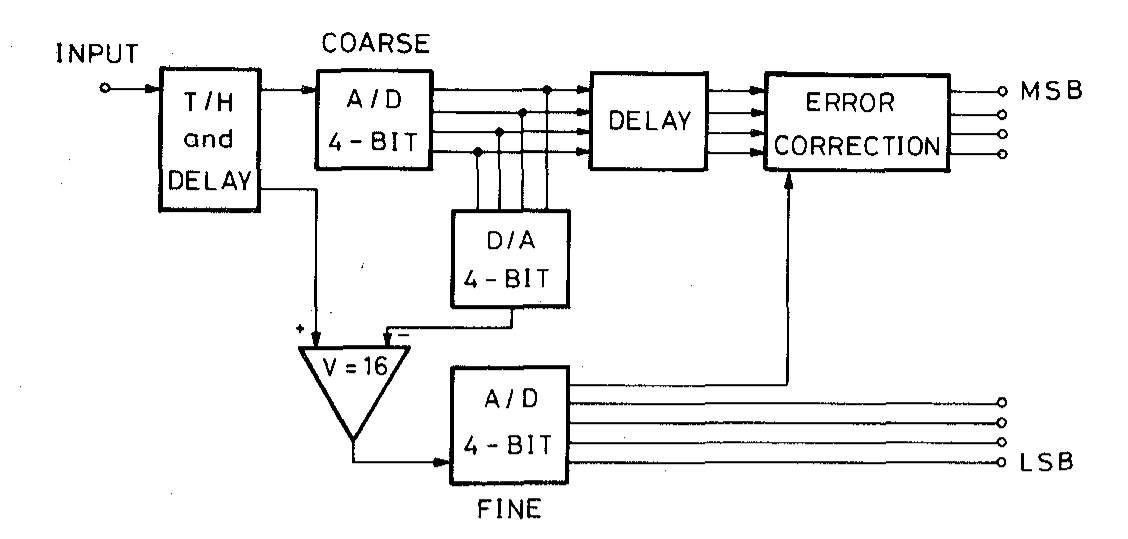 INPUT
COARSE
T/H
and
DELAY
A/D
4-BIT
DELAY
ERROR
CORRECTION
MSB
D/A
4-BIT
+
−
V = 16
A/D
4-BIT
FINE
LSB